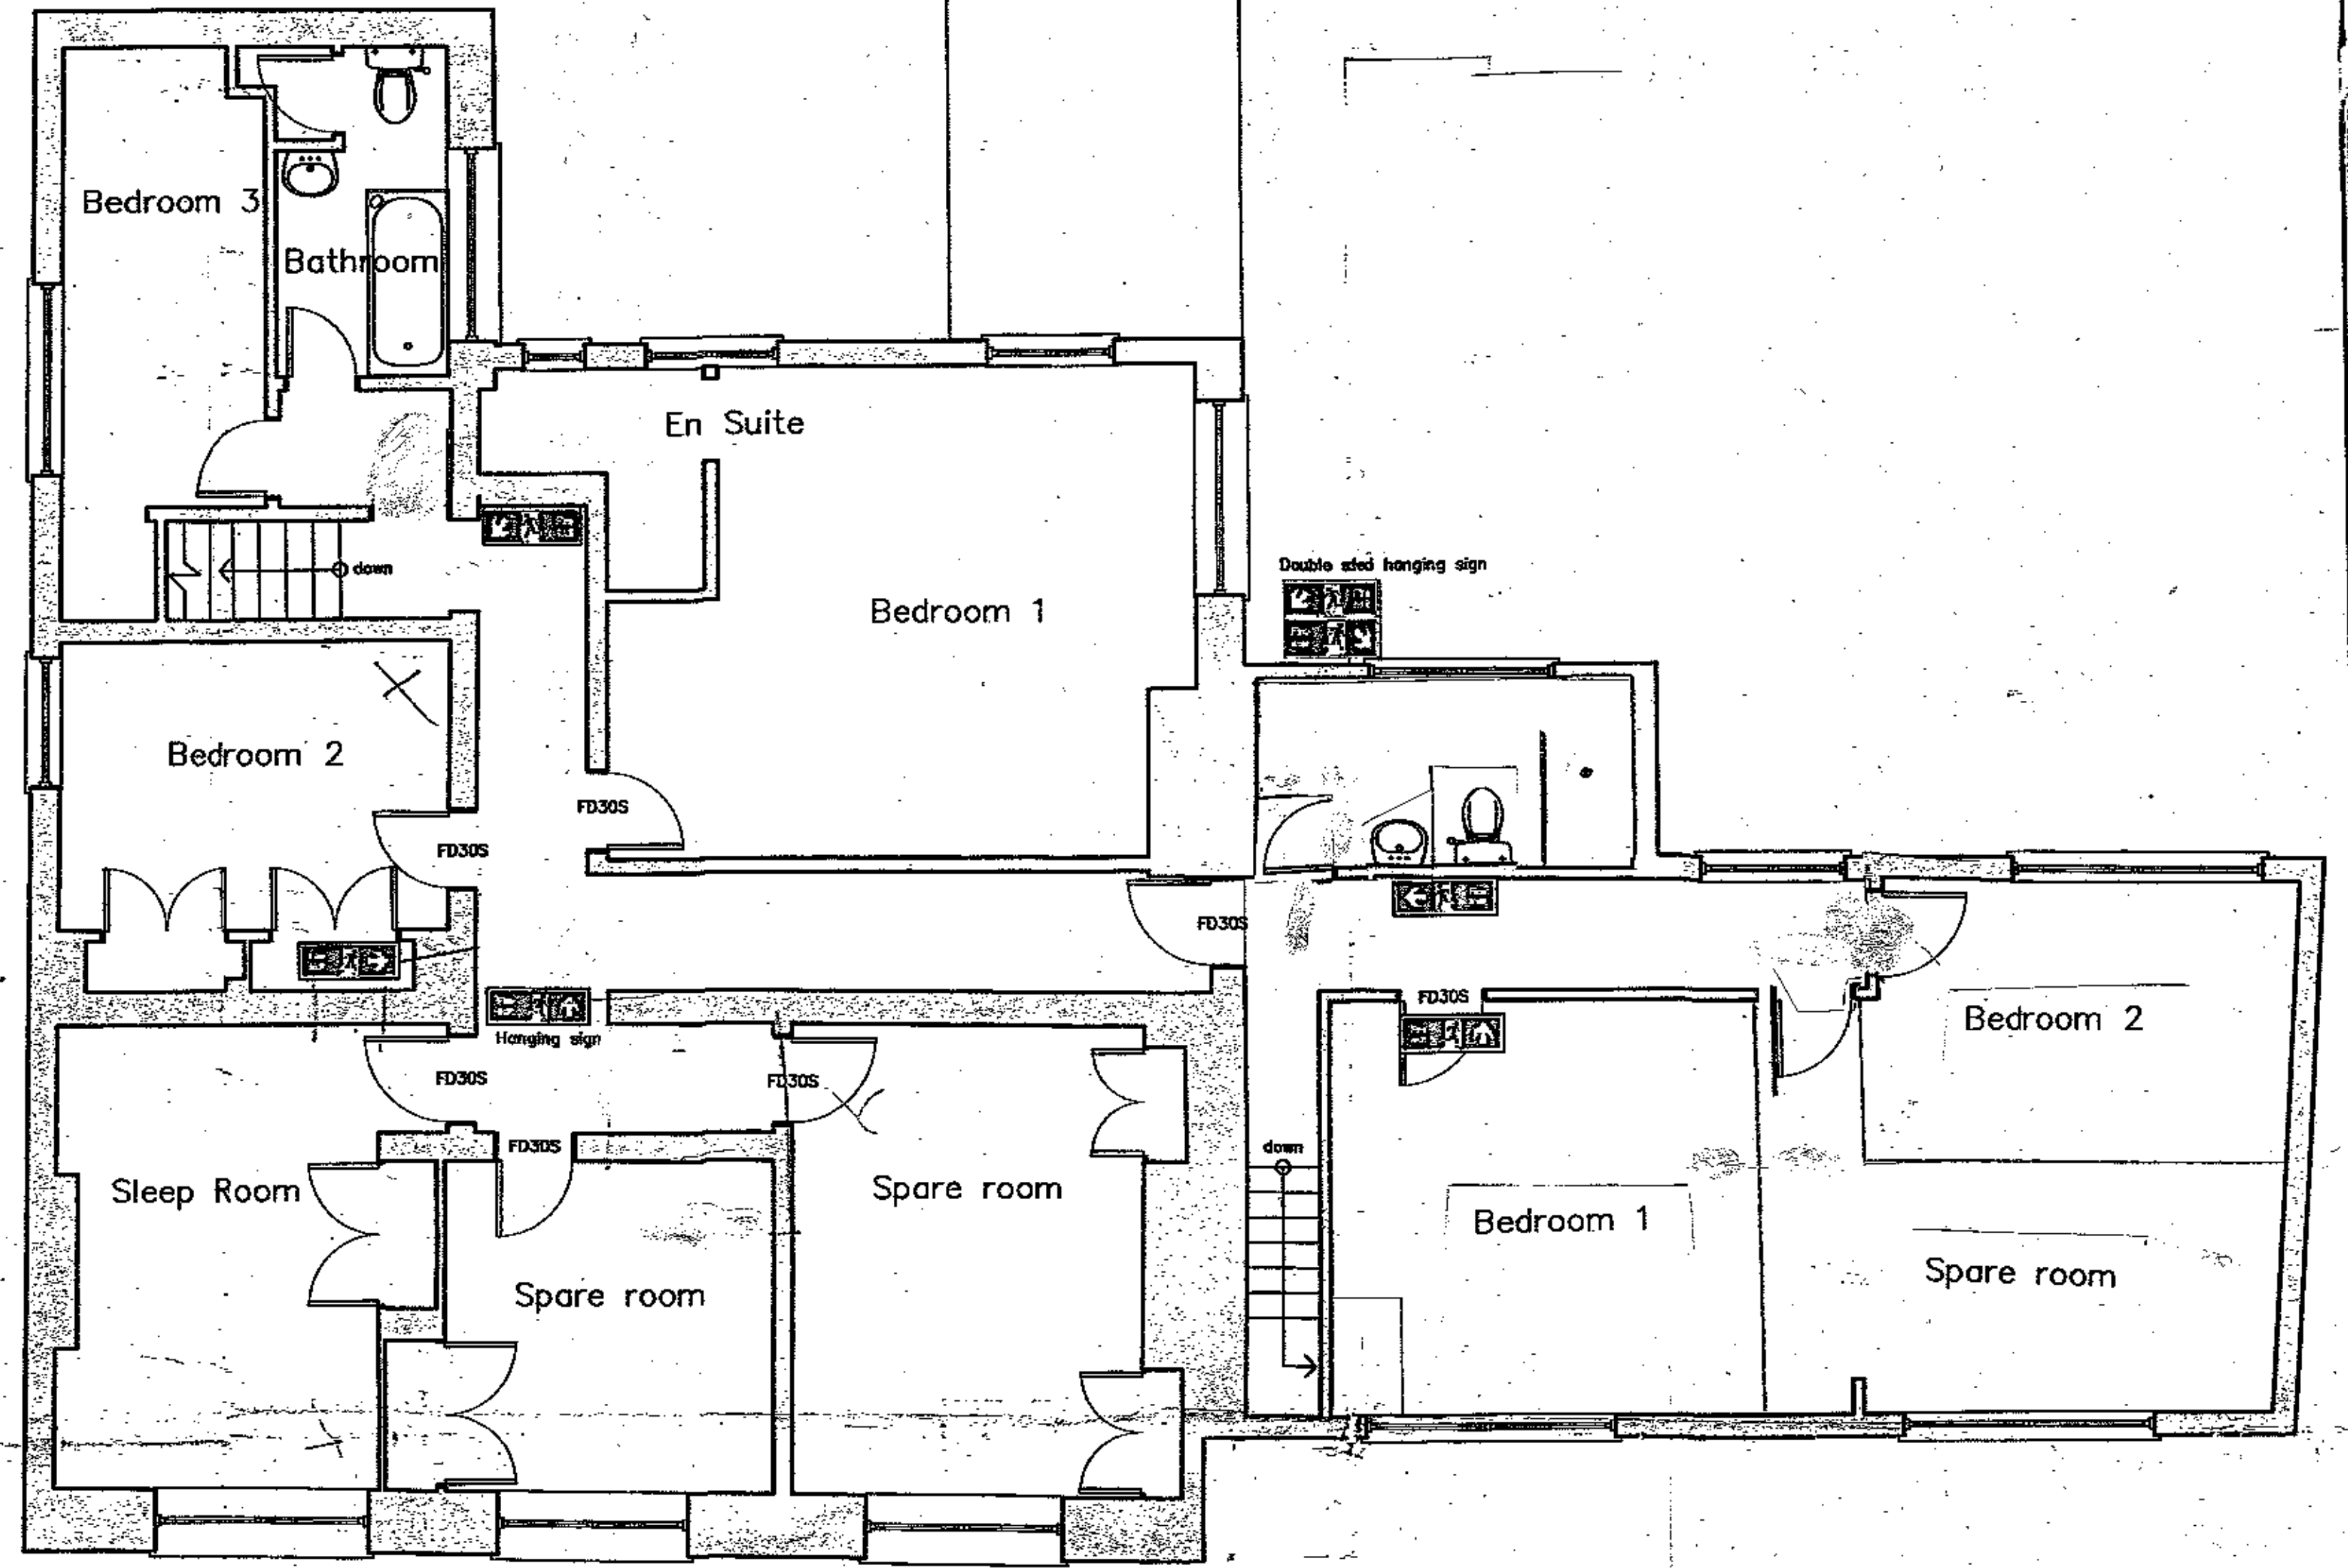 Bedroom 3
Bathroom
En Suite
down
Double sied hanging sign
Bedroom 1
Bedroom 2
FD30S
FD30S
FD30S
FD30S
Bedroom 2
Hanging sign
FD30S
FD30S
FD30S
down
Sleep Room
Spare room
Bedroom 1
Spare room
Spare room